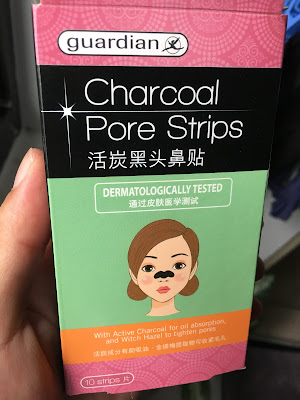 guardian
Charcoal
Pore Strips
活炭黑头鼻贴
DERMATOLOGICALLY TESTED
通过皮肤医学测试
With Active Charcoal for oil absorption,
and Witch Hazel to tighten pores
10 strips 片